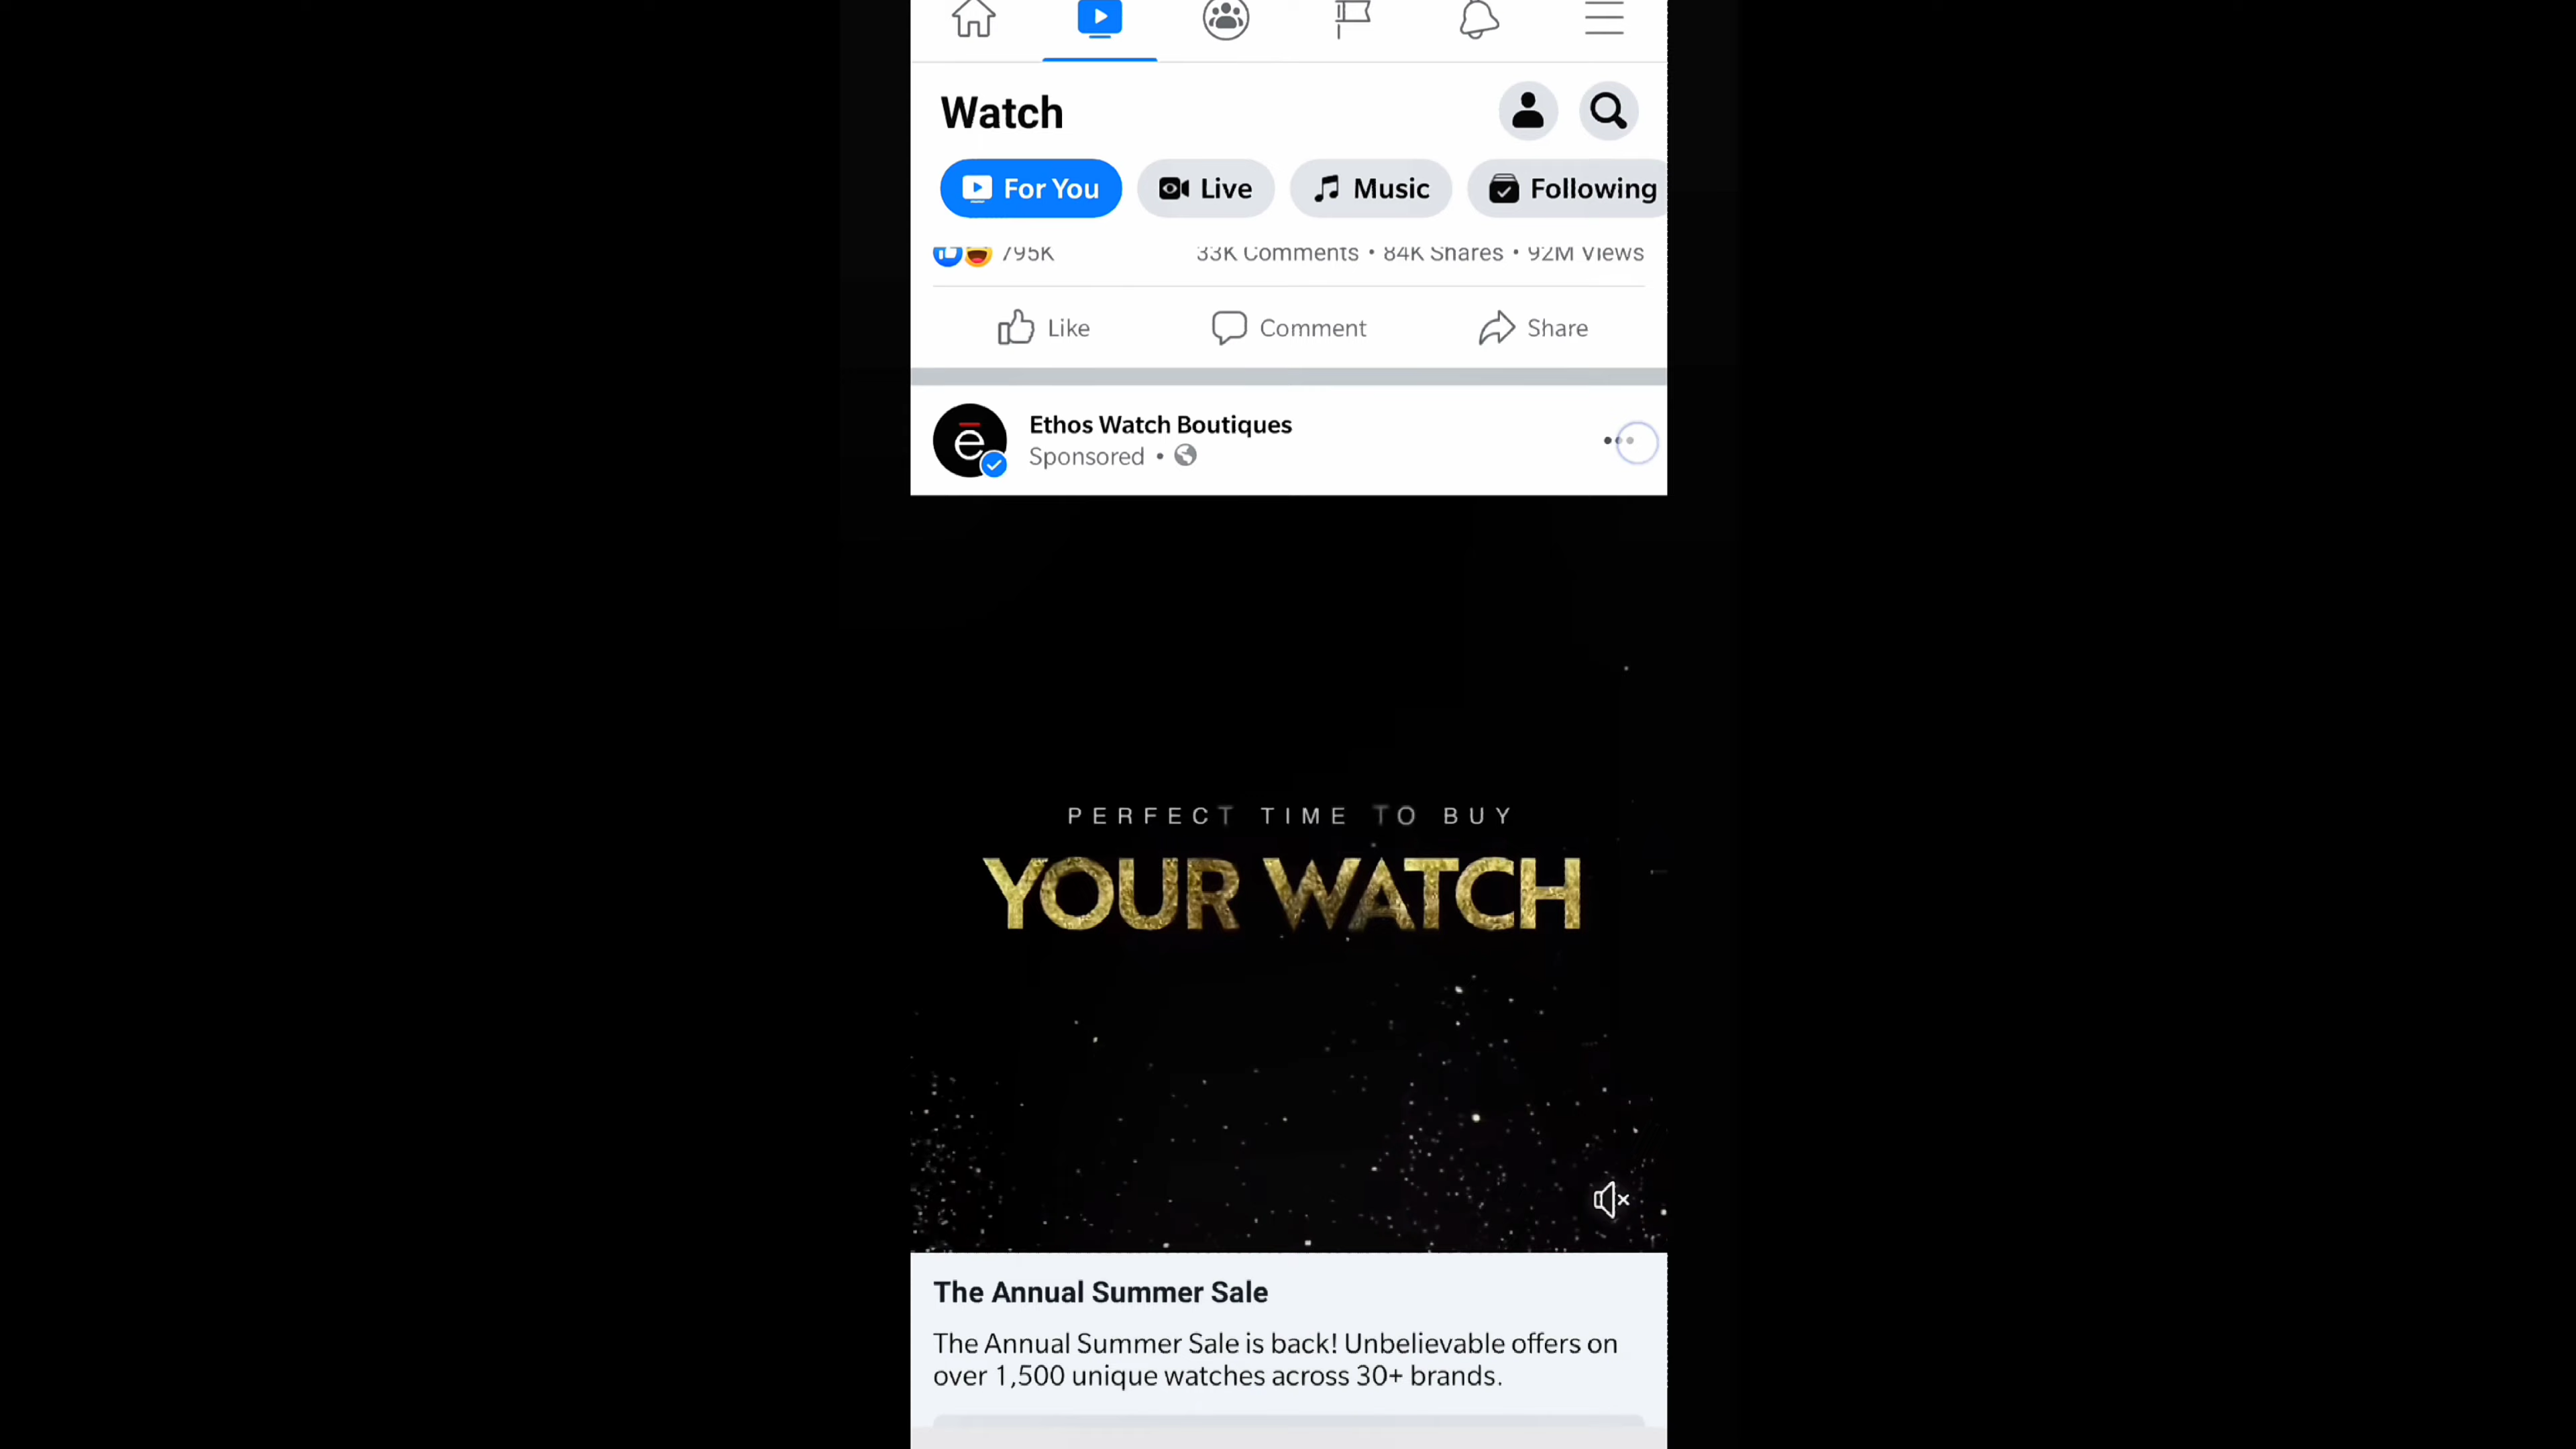 Watch
For You Live Music Following
795K 33K Comments • 84K Shares • 92M Views
Like Comment Share
Ethos Watch Boutiques
ē
Sponsored •
PERFECT TIME TO BUY
YOUR WATCH
The Annual Summer Sale
The Annual Summer Sale is back! Unbelievable offers on
over 1,500 unique watches across 30+ brands.